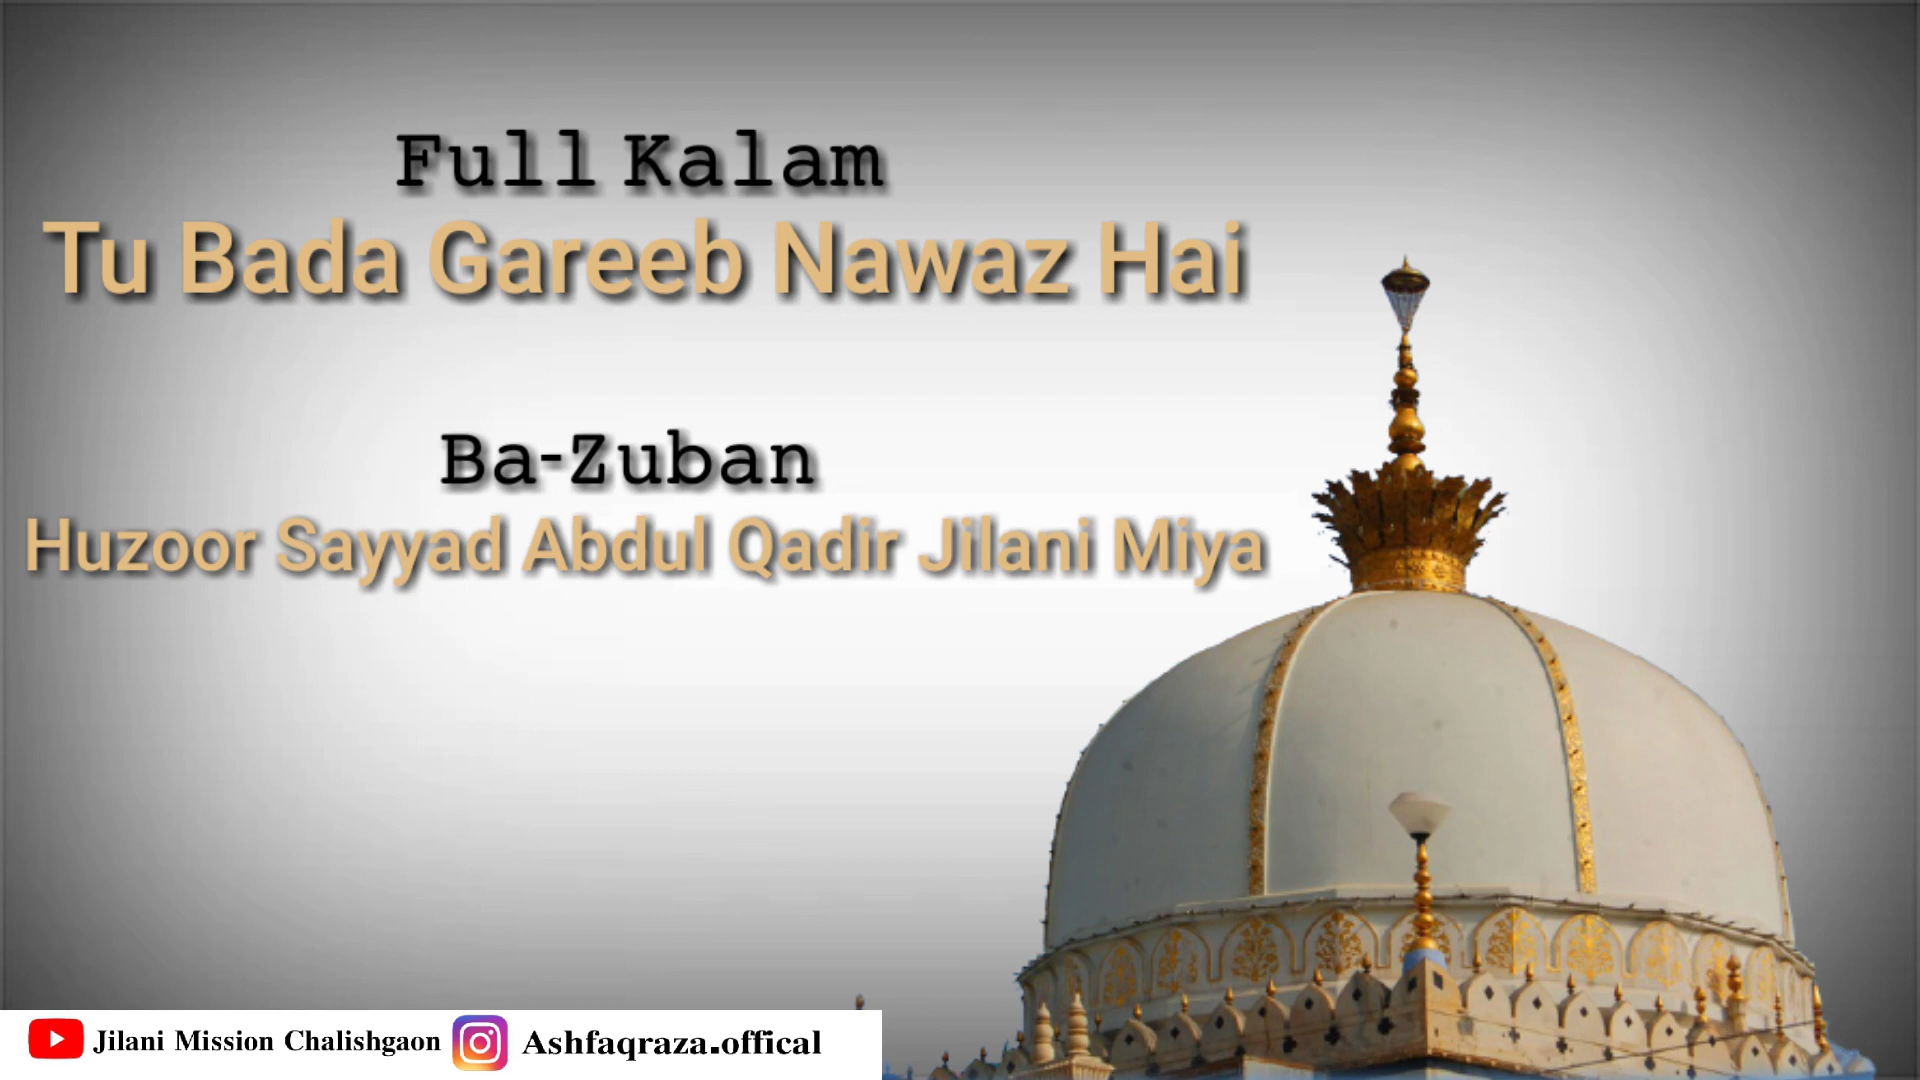 Full Kalam
Tu Bada Gareeb Nawaz Hai
Ba-Zuban
Huzoor Sayyad Abdul Qadir Jilani Miya
Jilani Mission Chalishgaon Ashfaqraza.offical